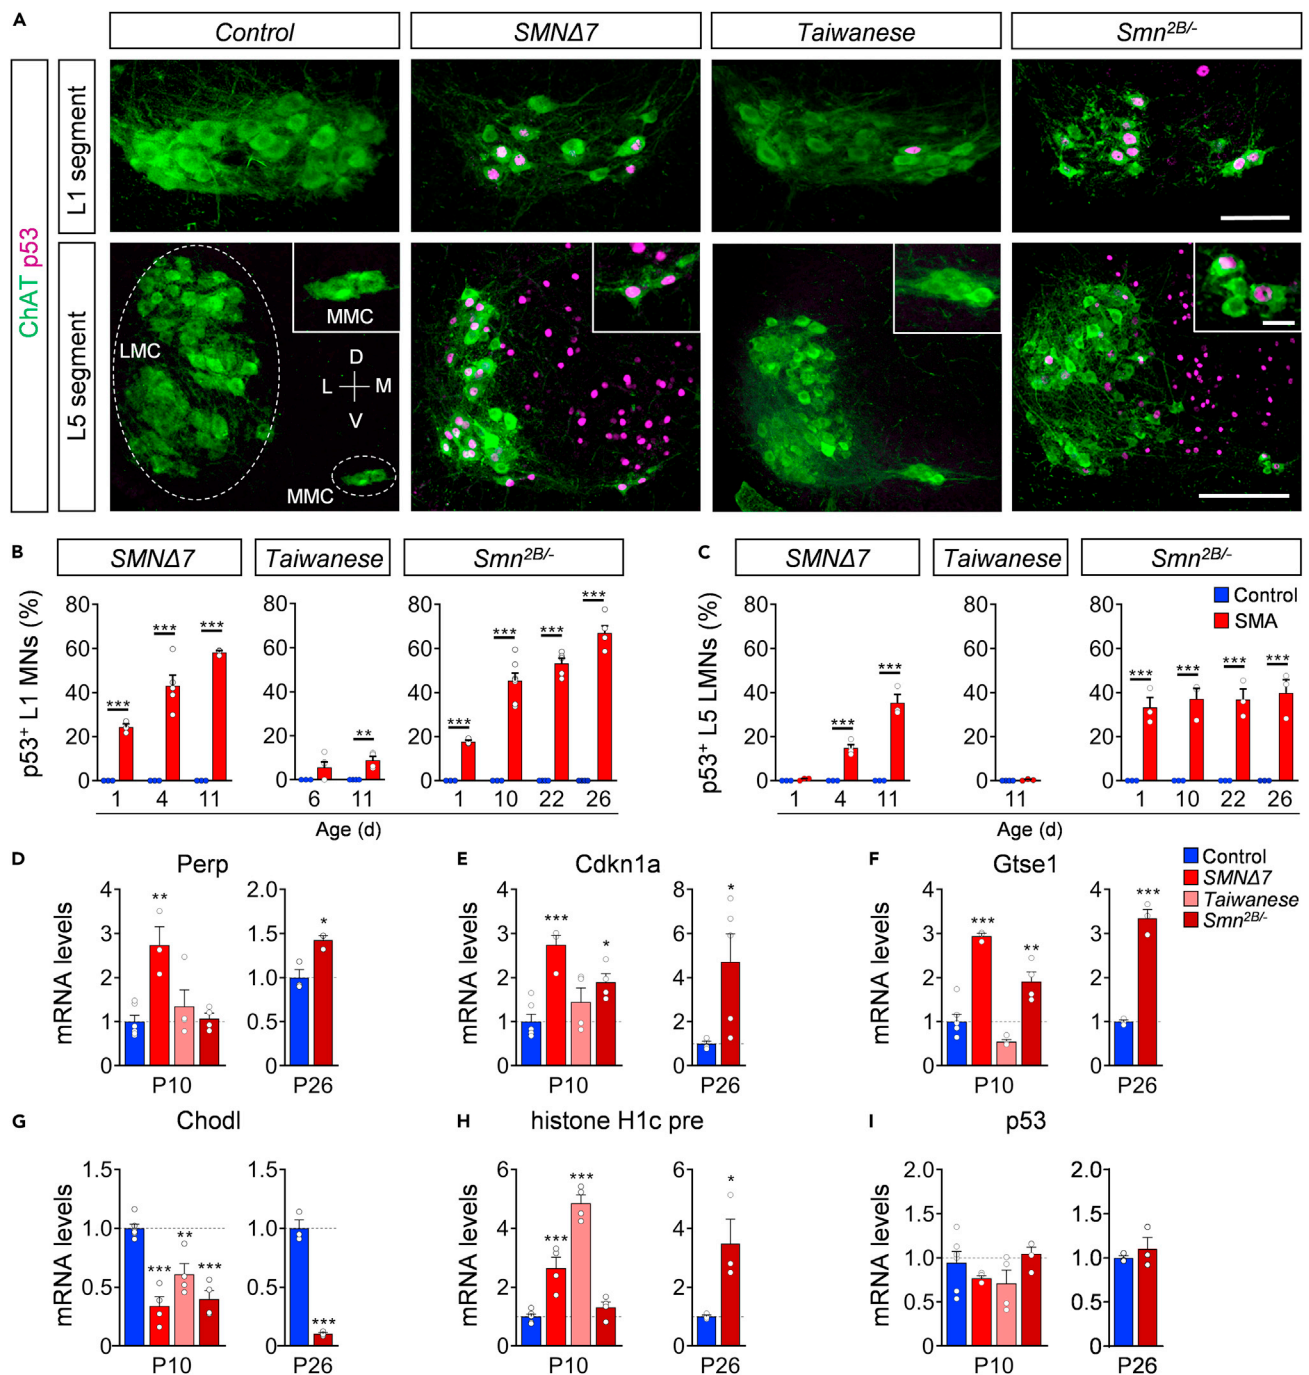 A
Control SMNΔ7 Taiwanese Smn2B/-
ChAT p53
L1 segment
L5 segment
MMC
LMC
D
L M
V
MMC
B SMNΔ7 Taiwanese Smn2B/-
p53+ L1 MNs (%)
80 80 80
60 60 60
40 40 40
20 20 20
0 0 0
*** *** *** ** *** *** *** ***
1 4 11 6 11 1 10 22 26
Age (d)
C SMNΔ7 Taiwanese Smn2B/-
Control
SMA
p53+ L5 LMNs (%)
80 80 80
60 60 60
40 40 40
20 20 20
0 0 0
*** *** *** *** *** ***
1 4 11 11 1 10 22 26
Age (d)
D Perp
mRNA levels
4 2.0
3 1.5
2 1.0
1 0.5
0 0
** *
P10 P26
E Cdkn1a
mRNA levels
4 8
3 6
2 4
1 2
0 0
*** * *
P10 P26
F Gtse1
mRNA levels
4 4
3 3
2 2
1 1
0 0
*** ** ***
P10 P26
Control
SMNΔ7
Taiwanese
Smn2B/-
G Chodl
mRNA levels
1.5 1.5
1.0 1.0
0.5 0.5
0 0
*** ** *** ***
P10 P26
H histone H1c pre
mRNA levels
6 6
4 4
2 2
0 0
*** *** *
P10 P26
I p53
mRNA levels
2.0 2.0
1.5 1.5
1.0 1.0
0.5 0.5
0 0
P10 P26